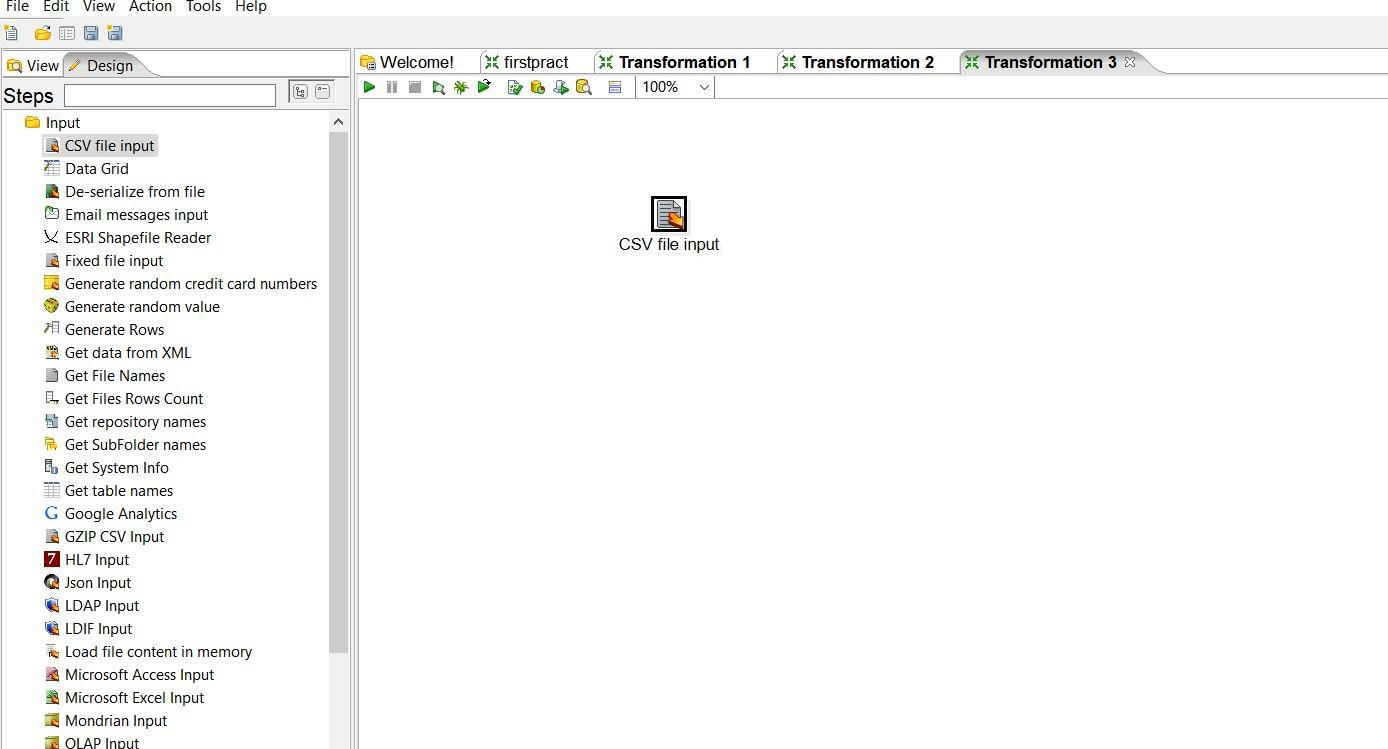 File Edit View Action Tools Help
View Design
Steps
Input
CSV file input
Data Grid
De-serialize from file
Email messages input
ESRI Shapefile Reader
Fixed file input
Generate random credit card numbers
Generate random value
Generate Rows
Get data from XML
Get File Names
Get Files Rows Count
Get repository names
Get SubFolder names
Get System Info
Get table names
Google Analytics
GZIP CSV Input
HL7 Input
Json Input
LDAP Input
LDIF Input
Load file content in memory
Microsoft Access Input
Microsoft Excel Input
Mondrian Input
OLAP Input
Welcome! firstpract Transformation 1 Transformation 2 Transformation 3
100%
CSV file input